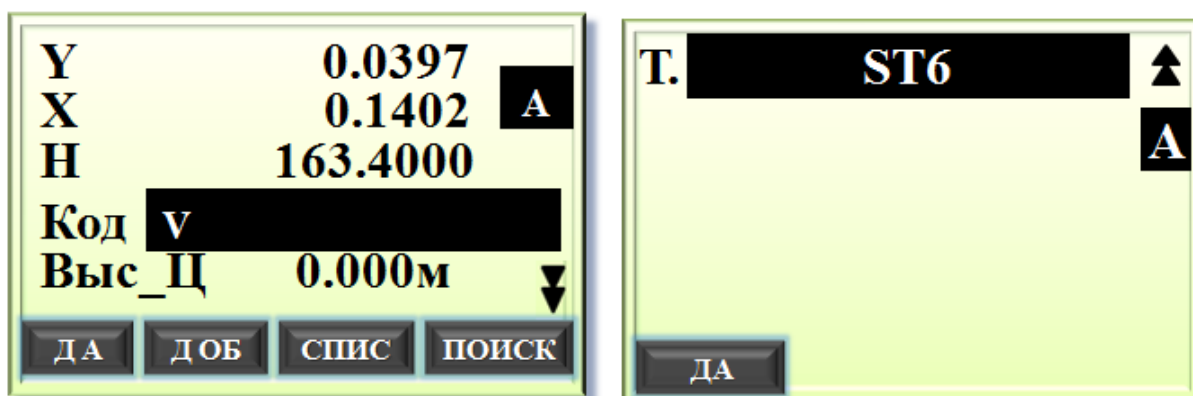 Y 0.0397
X 0.1402 A
H 163.4000
Код V
Выс_Ц 0.000м
ДА ДОБ СПИС ПОИСК
Т. ST6
A
ДА